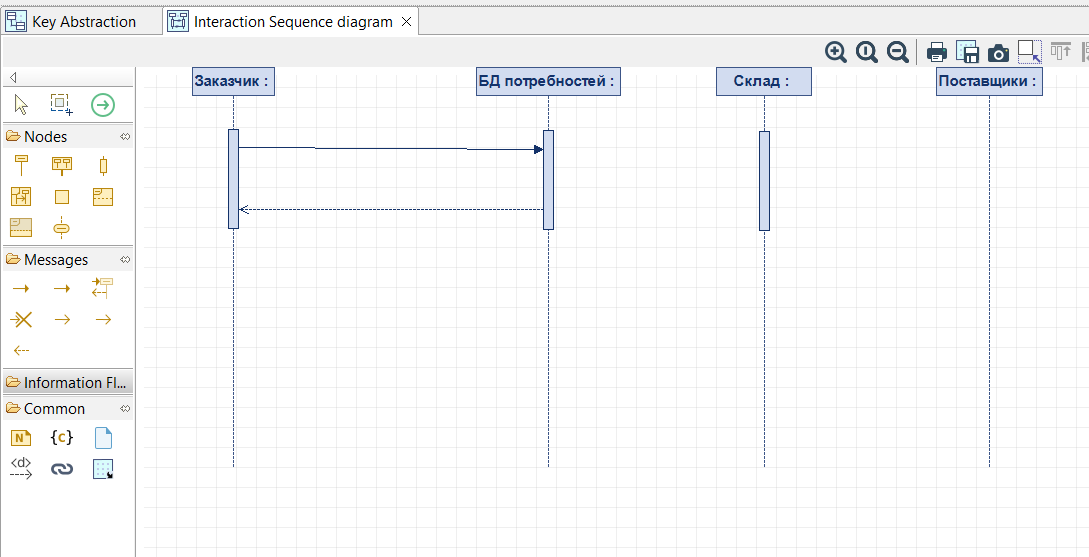 Key Abstraction
Interaction Sequence diagram
Заказчик :
БД потребностей :
Склад :
Поставщики :
Nodes
Messages
Information Fl...
Common
N
{C}
<d>